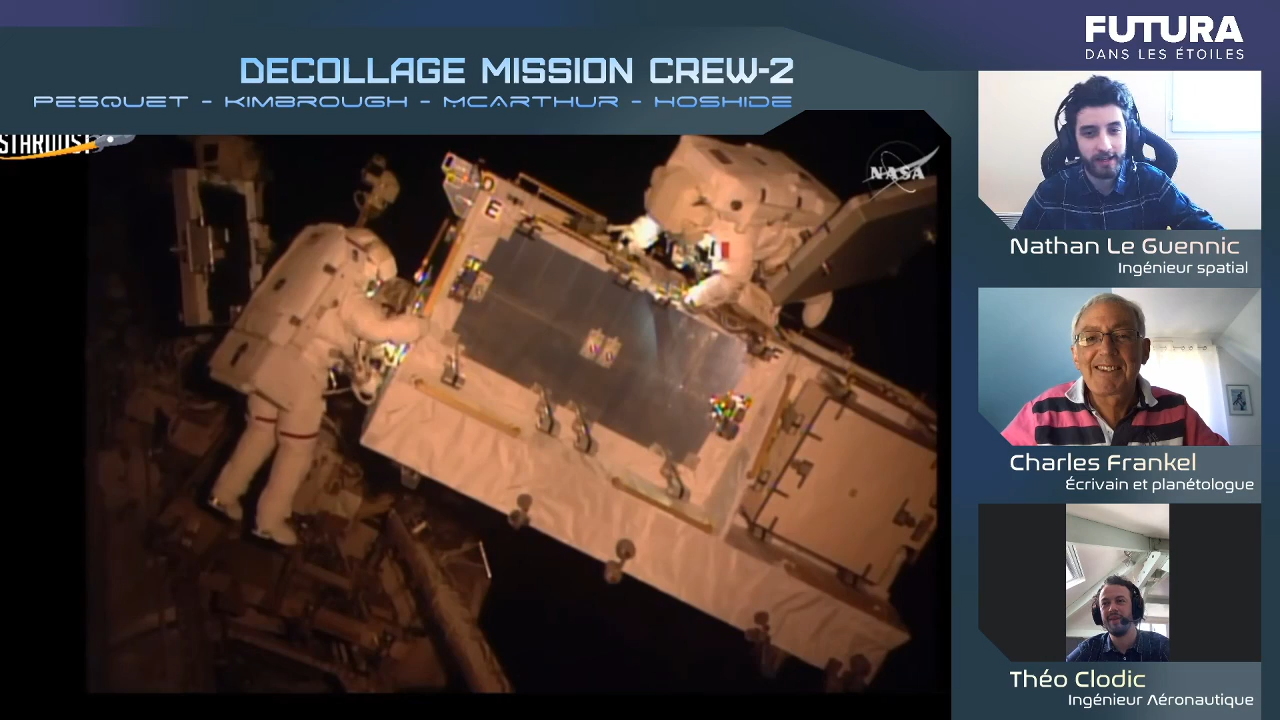 FUTURA
DANS LES ÉTOILES
DECOLLAGE MISSION CREW-2
PESQUET - KIMBROUGH - MCARTHUR - HOSHIDE
STARDUST
NASA
E
Nathan Le Guennic
Ingénieur spatial
Charles Frankel
Écrivain et planétologue
Théo Clodic
Ingénieur Aéronautique